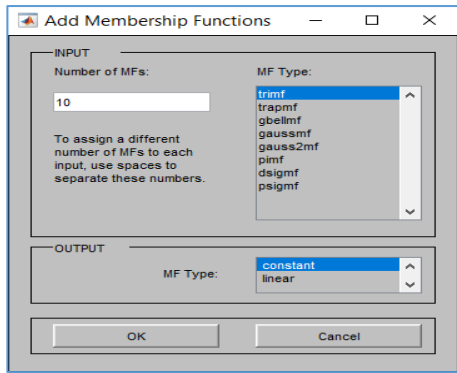 Add Membership Functions
INPUT
Number of MFs:
10
To assign a different
number of MFs to each
input, use spaces to
separate these numbers.
MF Type:
trimf
trapmf
gbellmf
gaussmf
gauss2mf
pimf
dsigmf
psigmf
OUTPUT
MF Type:
constant
linear
OK
Cancel